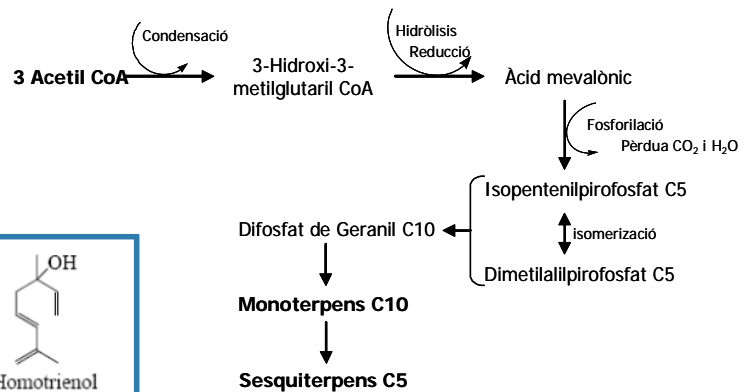 Condensació
Hidròlisis
Reducció
3 Acetil CoA
3-Hidroxi-3-
metilglutaril CoA
Àcid mevalònic
Fosforilació
Pèrdua CO₂ i H₂O
Isopentenilpirofosfat C5
Difosfat de Geranil C10
isomerizació
Dimetilalilpirofosfat C5
OH
Monoterpens C10
Homotrienol
Sesquiterpens C5